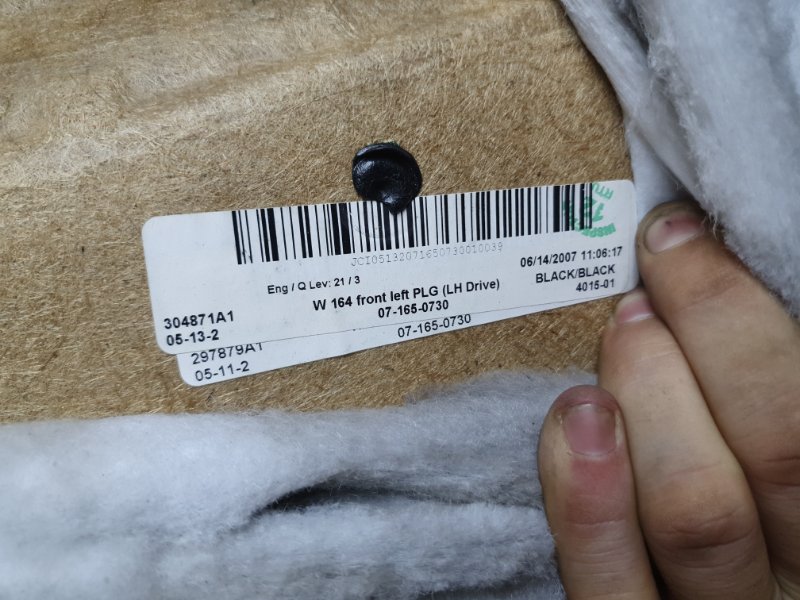 JCI05132071650730010039
Eng / Q Lev: 21 / 3
06/14/2007 11:06:17
W 164 front left PLG (LH Drive)
BLACK/BLACK
304871A1
07-165-0730
4015-01
05-13-2
297879A1
07-165-0730
05-11-2